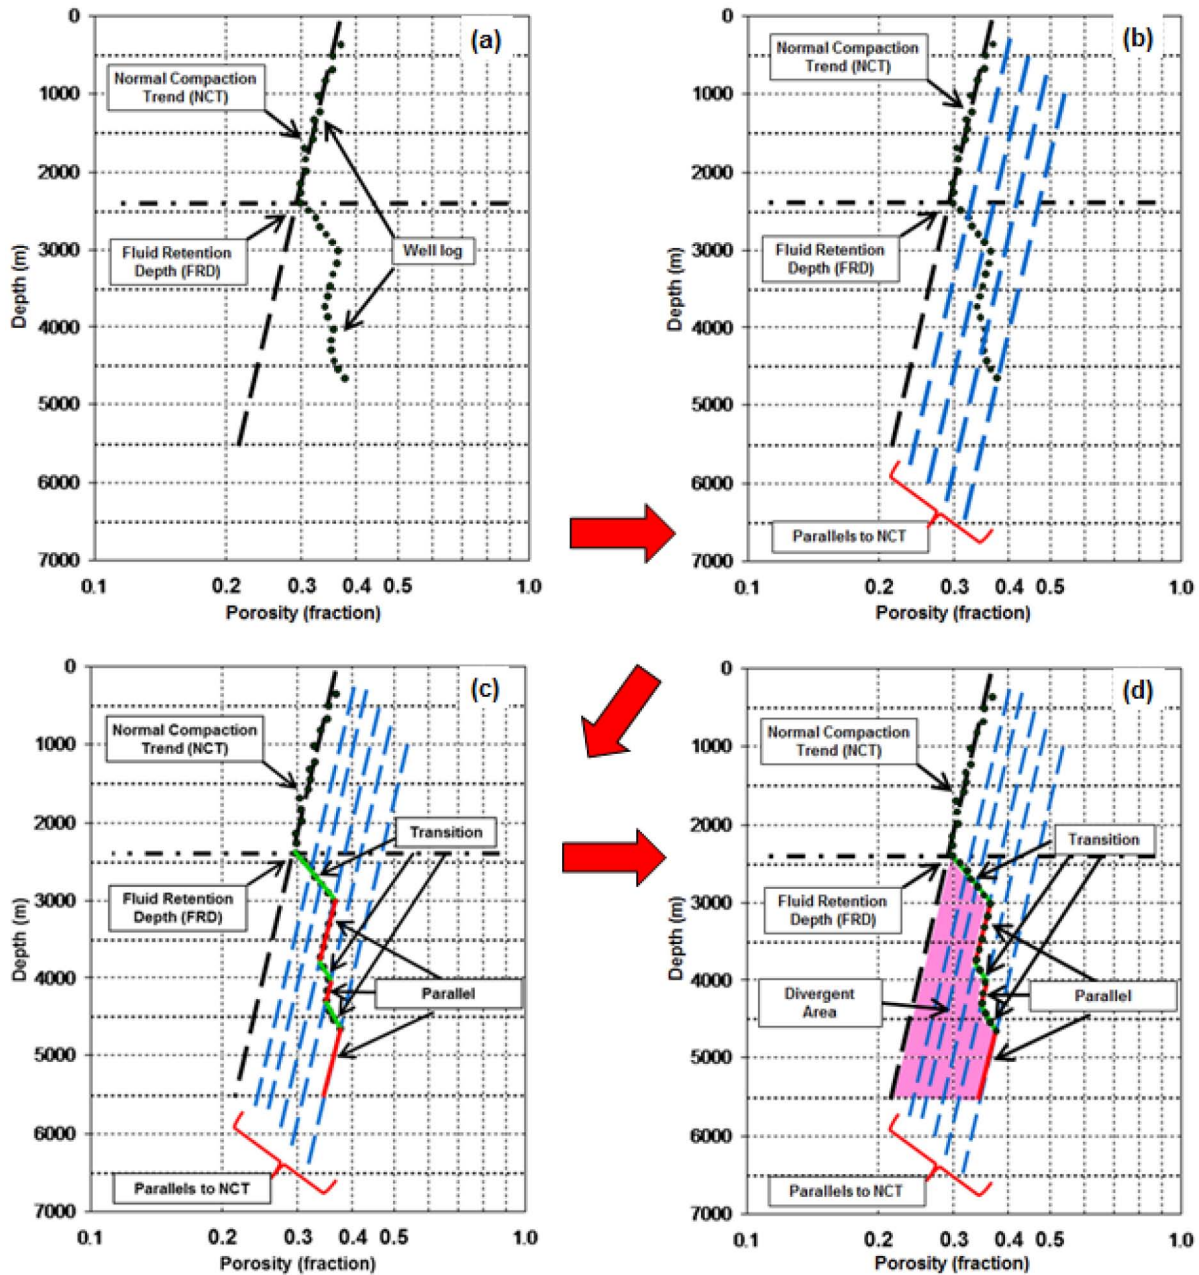 (a)
0
1000
2000
3000
4000
5000
6000
7000
Depth (m)
Normal Compaction
Trend (NCT)
Fluid Retention
Depth (FRD)
Well log
0.1 0.2 0.3 0.4 0.5 1.0
Porosity (fraction)
(b)
0
1000
2000
3000
4000
5000
6000
7000
Depth (m)
Normal Compaction
Trend (NCT)
Fluid Retention
Depth (FRD)
Parallels to NCT
0.1 0.2 0.3 0.4 0.5 1.0
Porosity (fraction)
(c)
0
1000
2000
3000
4000
5000
6000
7000
Depth (m)
Normal Compaction
Trend (NCT)
Transition
Fluid Retention
Depth (FRD)
Parallel
Parallels to NCT
0.1 0.2 0.3 0.4 0.5 1.0
Porosity (fraction)
(d)
0
1000
2000
3000
4000
5000
6000
7000
Depth (m)
Normal Compaction
Trend (NCT)
Transition
Fluid Retention
Depth (FRD)
Divergent
Area
Parallel
Parallels to NCT
0.1 0.2 0.3 0.4 0.5 1.0
Porosity (fraction)